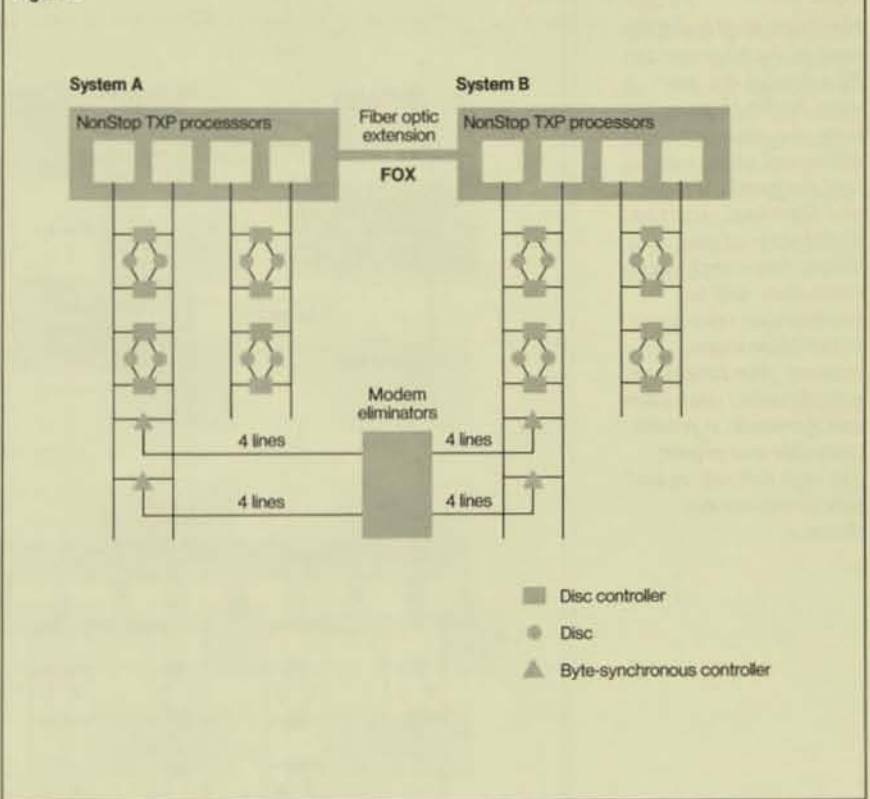 System A
System B
NonStop TXP processsors
Fiber optic
extension
FOX
NonStop TXP processors
Modem
eliminators
4 lines
4 lines
4 lines
4 lines
Disc controller
Disc
Byte-synchronous controller